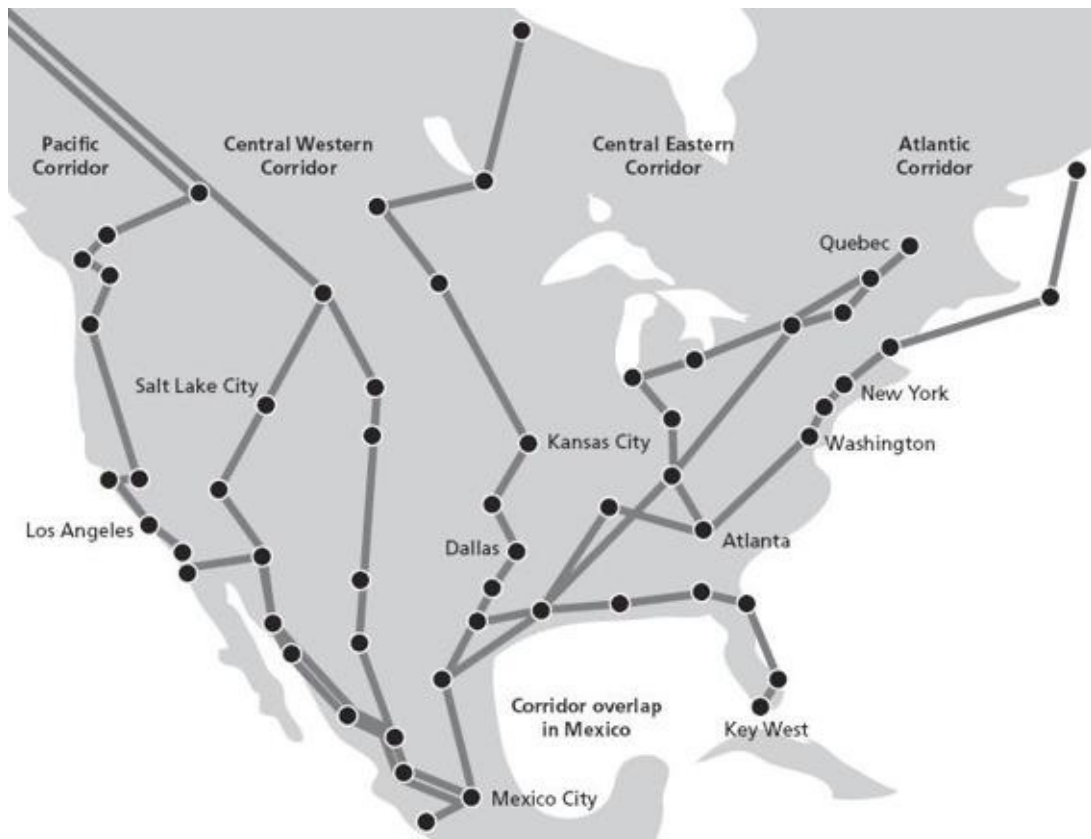 Pacific
Corridor
Central Western
Corridor
Central Eastern
Corridor
Atlantic
Corridor
Quebec
Salt Lake City
New York
Kansas City
Washington
Los Angeles
Dallas
Atlanta
Corridor overlap
in Mexico
Key West
Mexico City